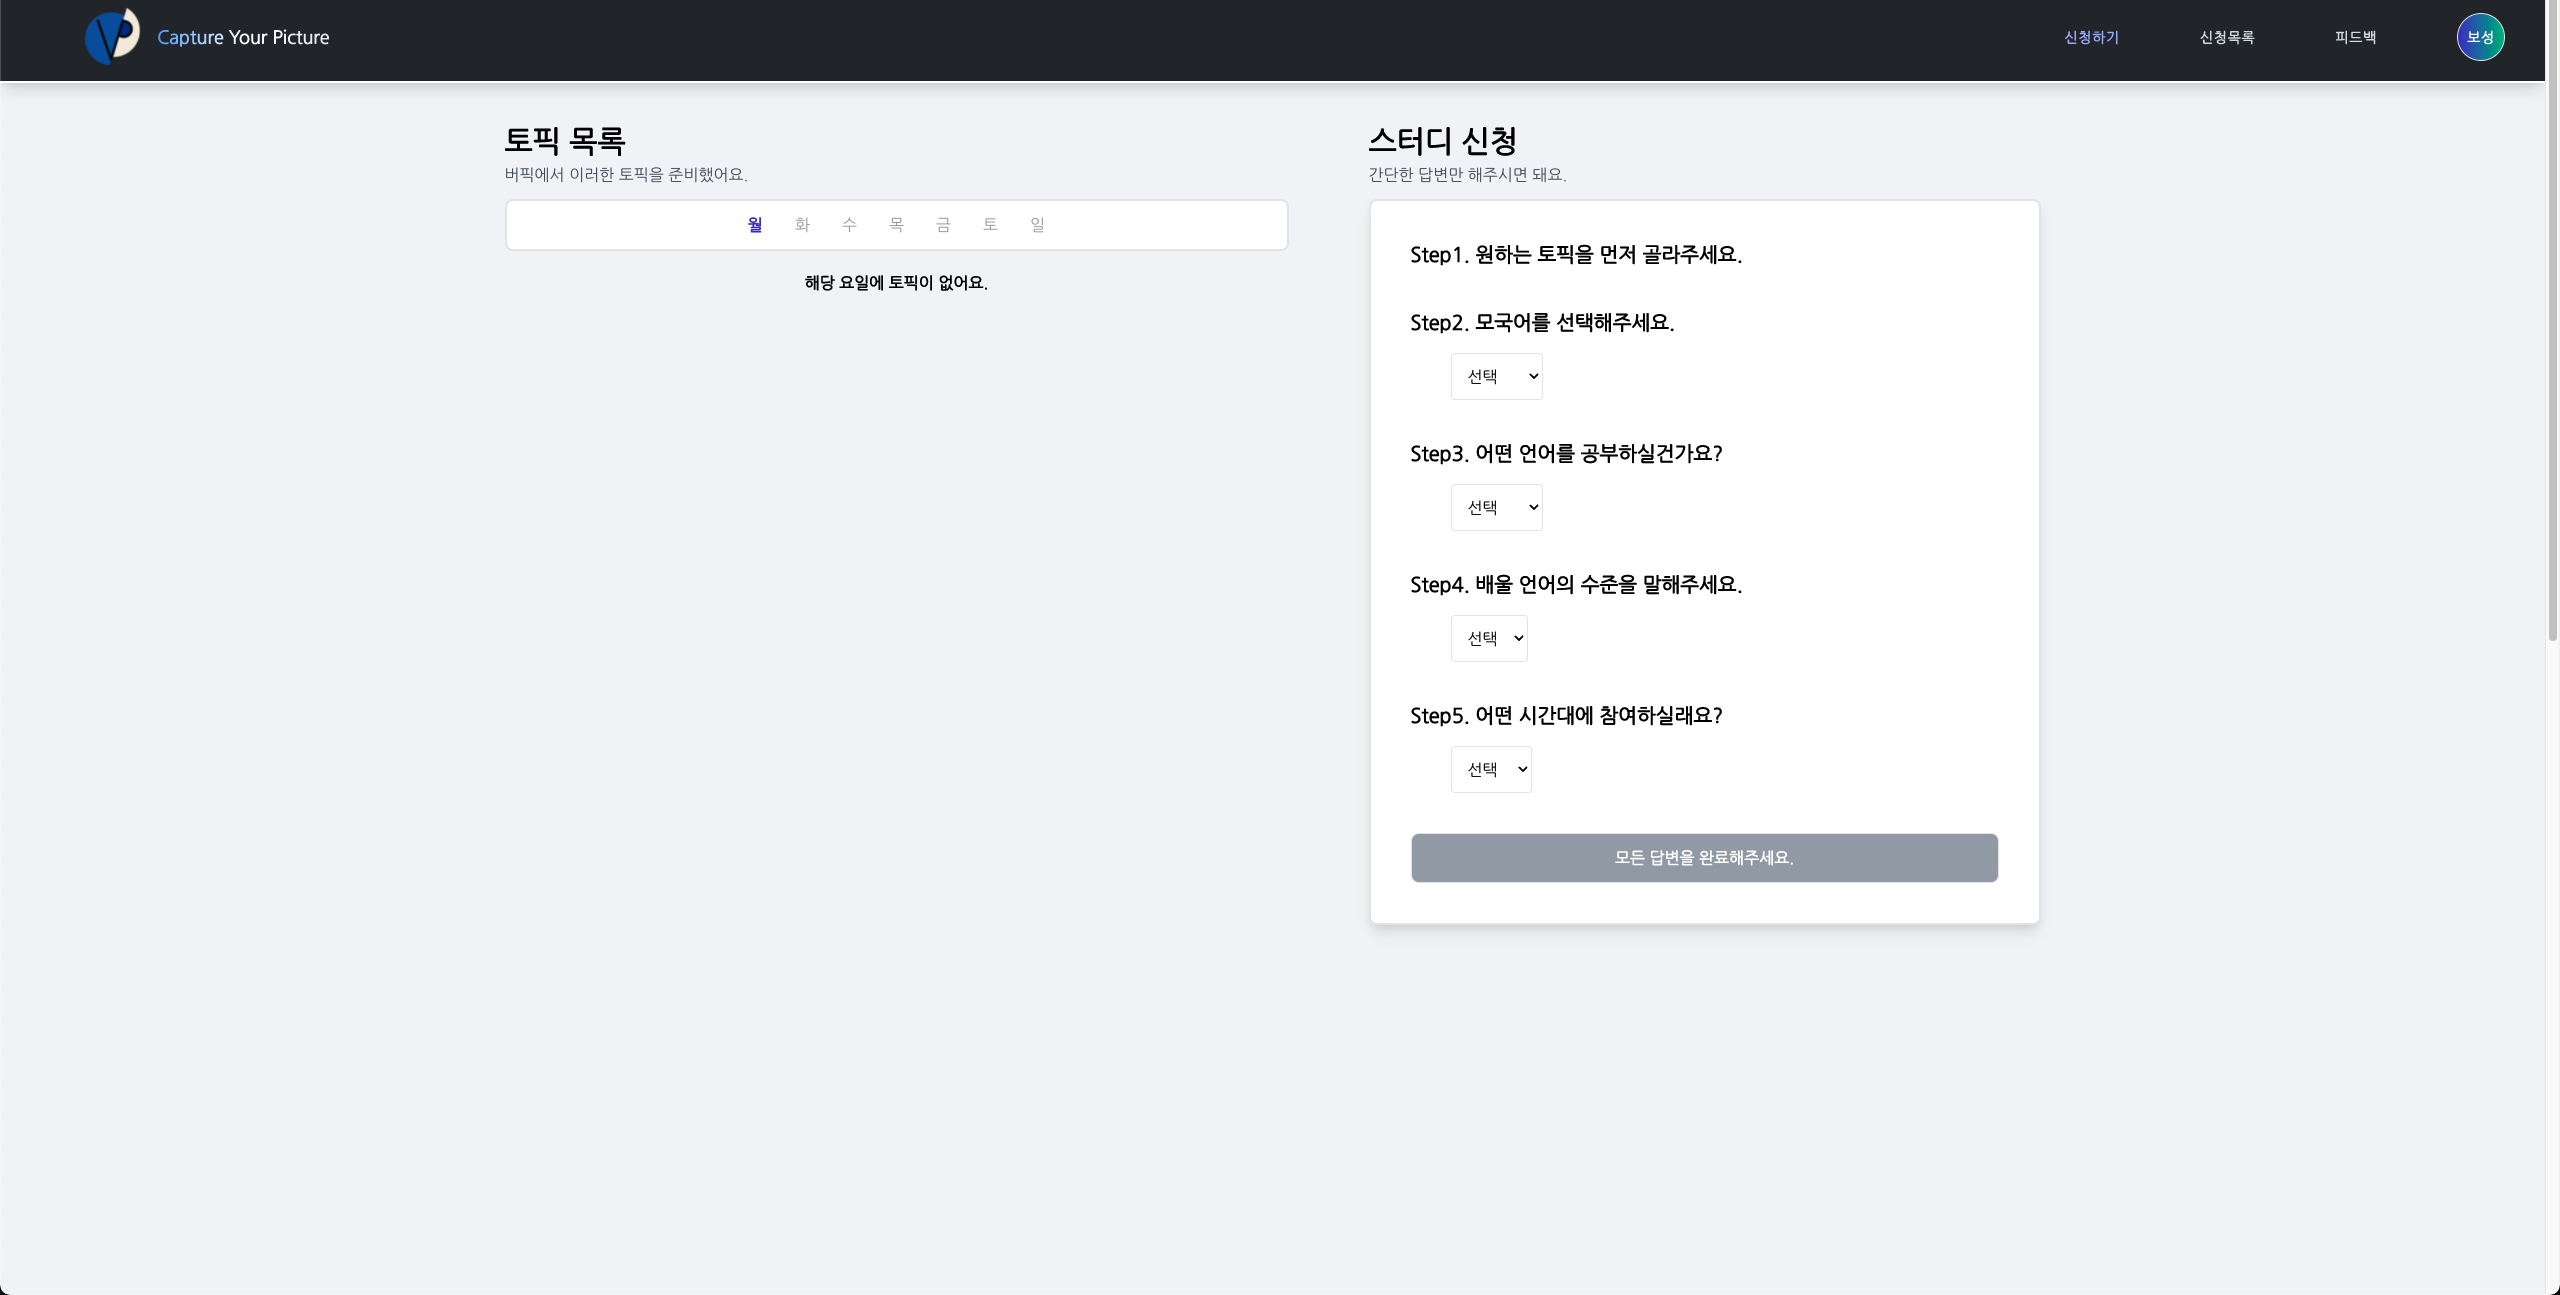 VP
Capture Your Picture
신청하기
신청목록
피드백
보성
토픽 목록
버픽에서 이러한 토픽을 준비했어요.
월 화 수 목 금 토 일
해당 요일에 토픽이 없어요.
스터디 신청
간단한 답변만 해주시면 돼요.
Step1. 원하는 토픽을 먼저 골라주세요.
Step2. 모국어를 선택해주세요.
선택
Step3. 어떤 언어를 공부하실건가요?
선택
Step4. 배울 언어의 수준을 말해주세요.
선택
Step5. 어떤 시간대에 참여하실래요?
선택
모든 답변을 완료해주세요.